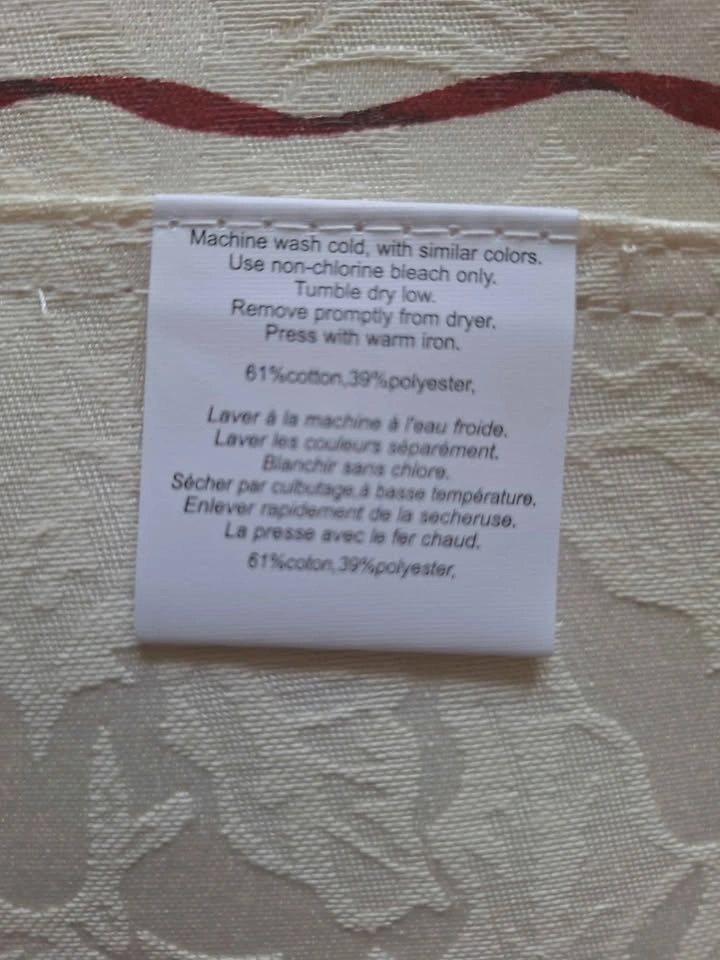 Machine wash cold, with similar colors.
Use non-chlorine bleach only.
Tumble dry low.
Remove promptly from dryer.
Press with warm iron.
61%cotton,39%polyester,
Laver à la machine à l'eau froide.
Laver les couleurs séparément.
Blanchir sans chlore.
Sécher par culbutage,à basse température.
Enlever rapidement de la secheruse.
La presse avec le fer chaud.
61%coton,39%polyester,